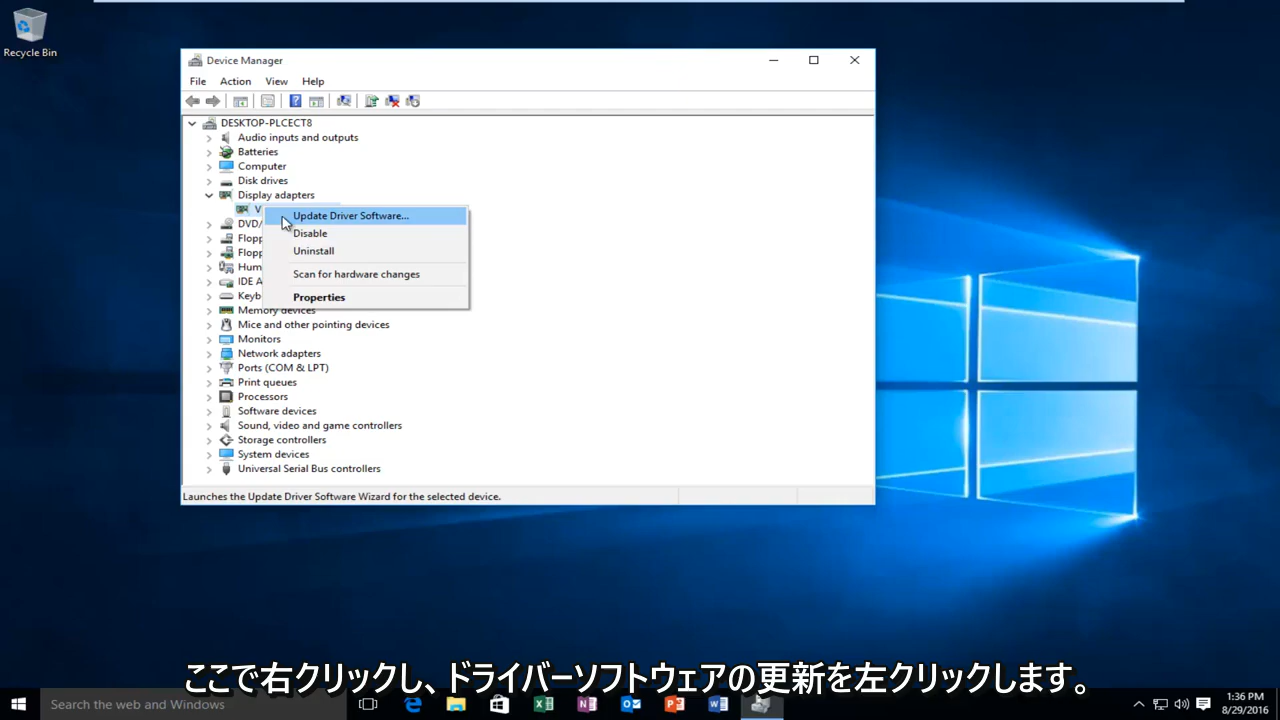 Recycle Bin
Device Manager
File Action View Help
DESKTOP-PLCECT8
Audio inputs and outputs
Batteries
Computer
Disk drives
Display adapters
V
Update Driver Software...
DVD/
Disable
Flopp
Flopp
Uninstall
Hum
Scan for hardware changes
IDE A
Keyb
Properties
Memory devices
Mice and other pointing devices
Monitors
Network adapters
Ports (COM & LPT)
Print queues
Processors
Software devices
Sound, video and game controllers
Storage controllers
System devices
Universal Serial Bus controllers
Launches the Update Driver Software Wizard for the selected device.
ここで右クリックし、ドライバーソフトウェアの更新を左クリックします。
Search the web and Windows
1:36 PM
8/29/2016